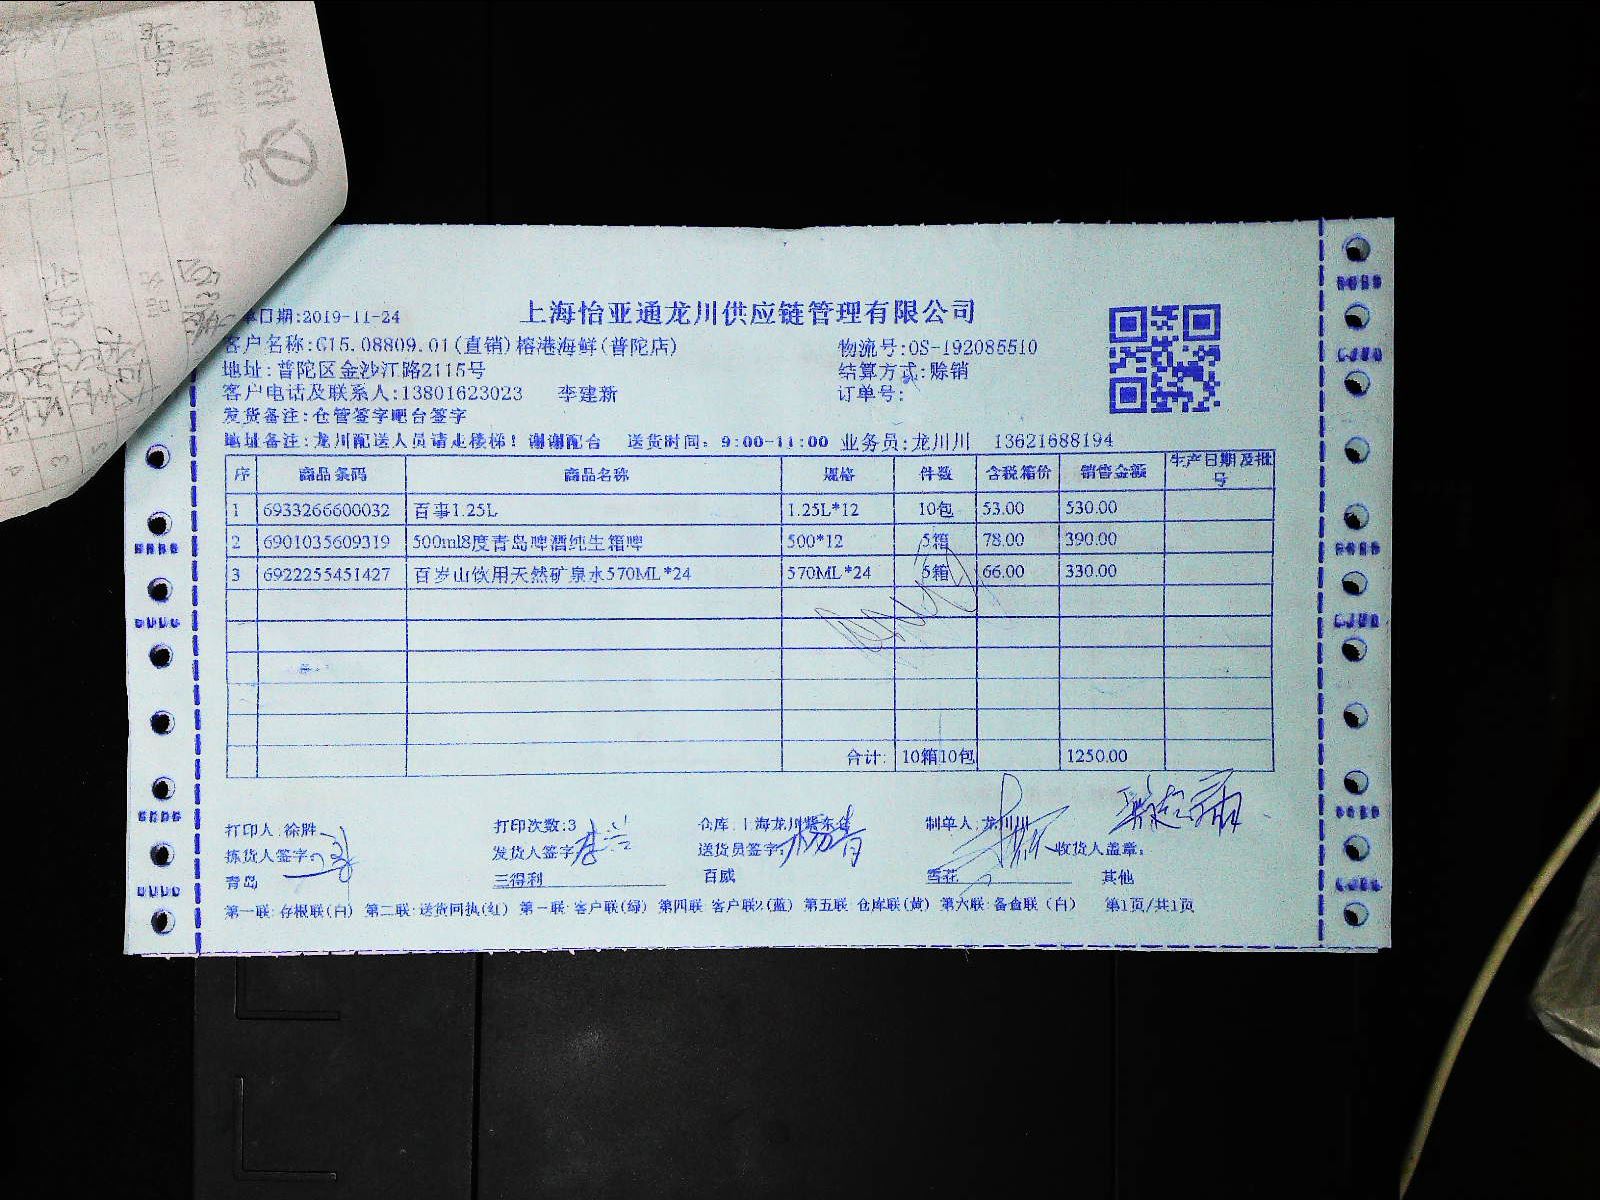 单日期:2019-11-24
上海怡亚通龙川供应链管理有限公司
客户名称:C15.08809.01(直销)榕港海鲜(普陀店)
物流号:OS-192085510
地址:普陀区金沙江路2115号
结算方式:赊销
客户电话及联系人:13801623023 李建新
订单号:
发货备注:仓管签字吧台签字
地址备注:龙川配送人员请走楼梯!谢谢配合 送货时间:9:00-11:00 业务员:龙川川 13621688194
序 商品条码 商品名称 规格 件数 含税箱价 销售金额 生产日期及批号
1 6933266600032 百事1.25L 1.25L*12 10包 53.00 530.00
2 6901035609319 500ml8度青岛啤酒纯生箱啤 500*12 5箱 78.00 390.00
3 6922255451427 百岁山饮用天然矿泉水570ML*24 570ML*24 5箱 66.00 330.00
合计: 10箱10包 1250.00
打印人:徐胜 打印次数:3 仓库:上海龙川紫东仓 制单人:龙川川
拣货人签字: 发货人签字: 送货员签字: 杨青 收货人盖章:
青岛 三得利 百威 雪花 其他
第一联:存根联(白) 第二联:送货回执(红) 第一联:客户联(绿) 第四联:客户联2(蓝) 第五联:仓库联(黄) 第六联:备查联(白) 第1页/共1页